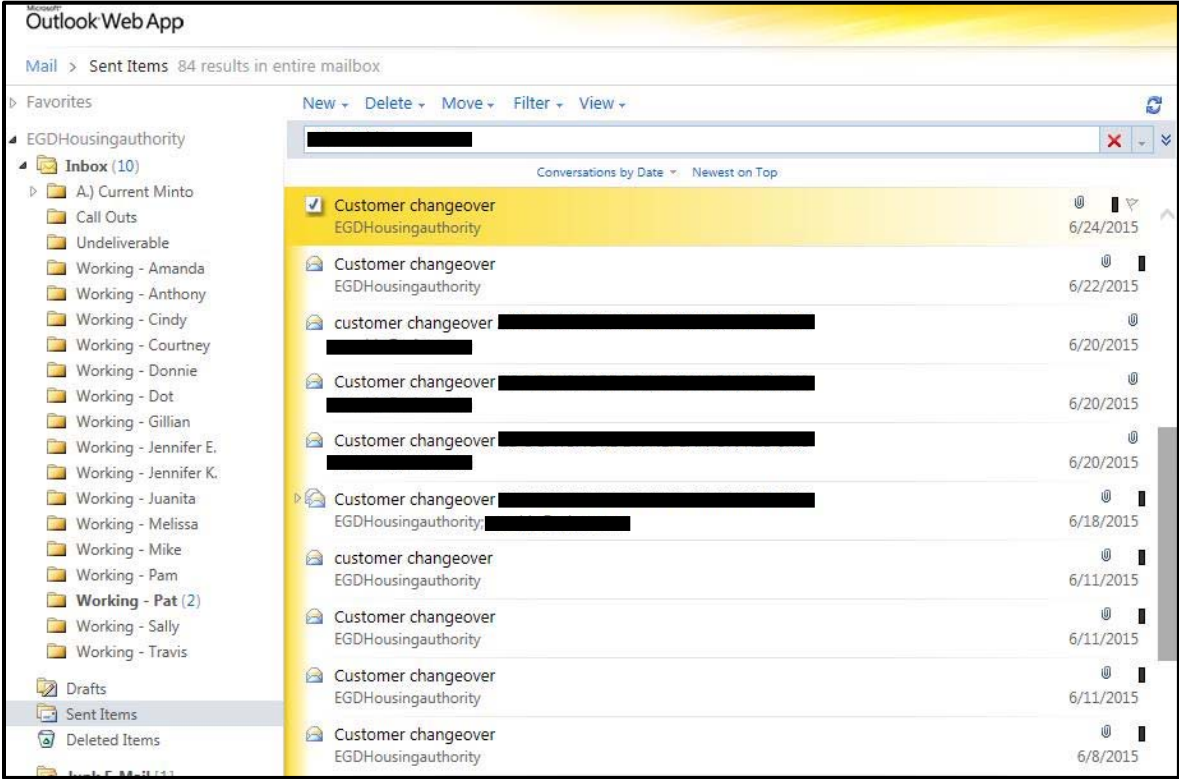 Microsoft®
Outlook Web App
Mail > Sent Items 84 results in entire mailbox
Favorites
EGDHousingauthority
Inbox (10)
A.) Current Minto
Call Outs
Undeliverable
Working - Amanda
Working - Anthony
Working - Cindy
Working - Courtney
Working - Donnie
Working - Dot
Working - Gillian
Working - Jennifer E.
Working - Jennifer K.
Working - Juanita
Working - Melissa
Working - Mike
Working - Pam
Working - Pat (2)
Working - Sally
Working - Travis
Drafts
Sent Items
Deleted Items
Junk E-Mail [1]
New Delete Move Filter View
Conversations by Date Newest on Top
Customer changeover
EGDHousingauthority
6/24/2015
Customer changeover
EGDHousingauthority
6/22/2015
customer changeover
6/20/2015
Customer changeover
6/20/2015
Customer changeover
6/20/2015
Customer changeover
EGDHousingauthority;
6/18/2015
customer changeover
EGDHousingauthority
6/11/2015
Customer changeover
EGDHousingauthority
6/11/2015
Customer changeover
EGDHousingauthority
6/11/2015
Customer changeover
EGDHousingauthority
6/8/2015